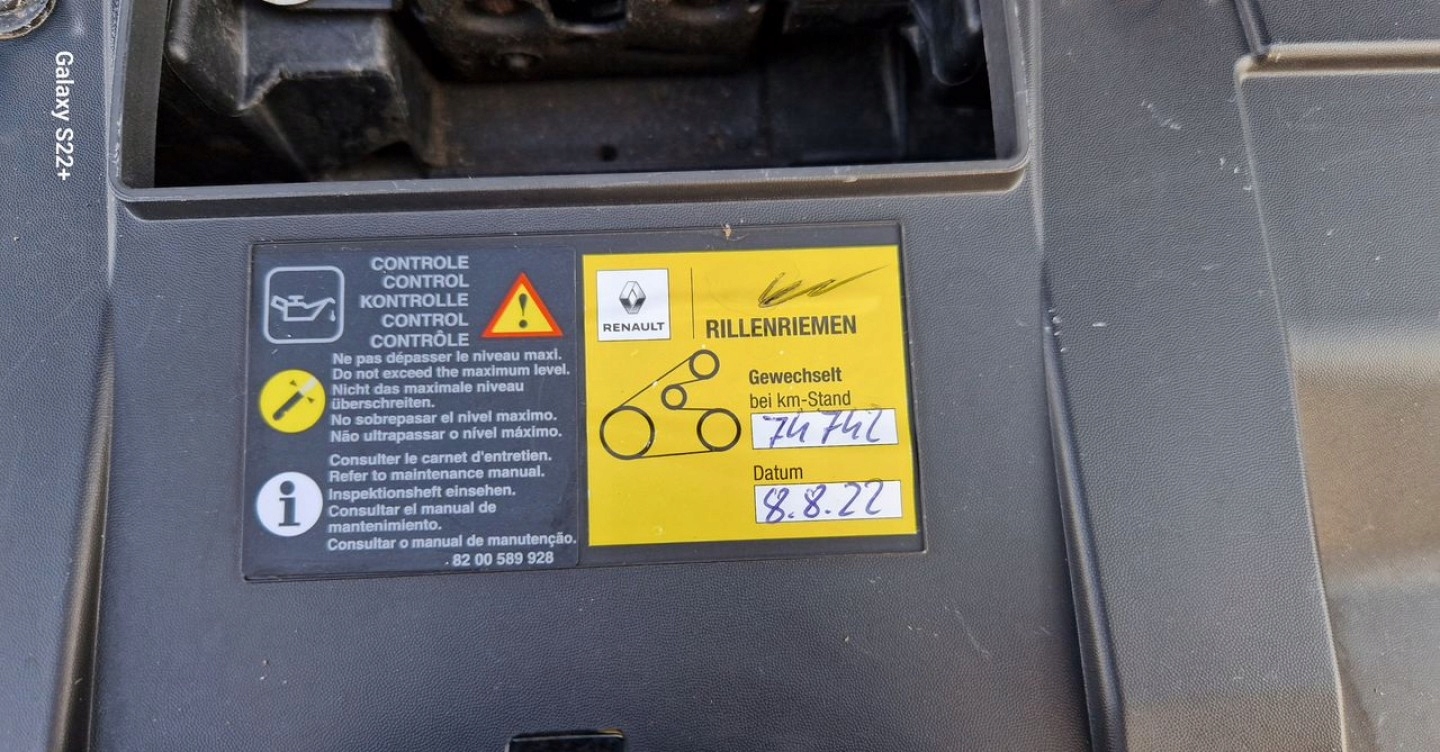 Galaxy S22+
CONTROLE
CONTROL
KONTROLLE
CONTROL
CONTRÔLE
Ne pas dépasser le niveau maxi.
Do not exceed the maximum level.
Nicht das maximale niveau
überschreiten.
No sobrepasar el nivel maximo.
Não ultrapassar o nível máximo.
Consulter le carnet d'entretien.
Refer to maintenance manual.
Inspektionsheft einsehen.
Consultar el manual de
mantenimiento.
Consultar o manual de manutenção.
82 00 589 928
RENAULT
RILLENRIEMEN
Gewechselt
bei km-Stand
74 742
Datum
8.8.22